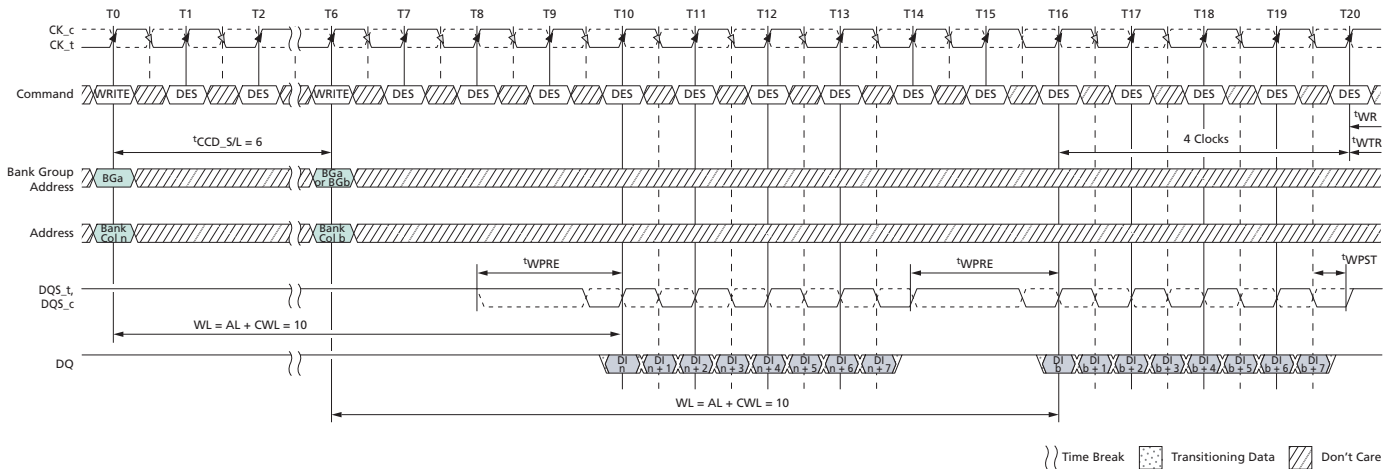 T0 T1 T2 T6 T7 T8 T9 T10 T11 T12 T13 T14 T15 T16 T17 T18 T19 T20
CK_c
CK_t
Command WRITE DES DES WRITE DES DES DES DES DES DES DES DES DES DES DES DES DES DES
tWR
tCCD_S/L = 6 4 Clocks tWTR
Bank Group
Address
BGa
BGa
or BGb
Address
Bank
Col n
Bank
Col b
tWPRE tWPRE tWPST
DQS_t,
DQS_c
WL = AL + CWL = 10
DQ
DI DI DI DI DI DI DI DI DI DI DI DI DI DI DI DI
n n + 1 n + 2 n + 3 n + 4 n + 5 n + 6 n + 7 b b + 1 b + 2 b + 3 b + 4 b + 5 b + 6 b + 7
WL = AL + CWL = 10
Time Break Transitioning Data Don't Care